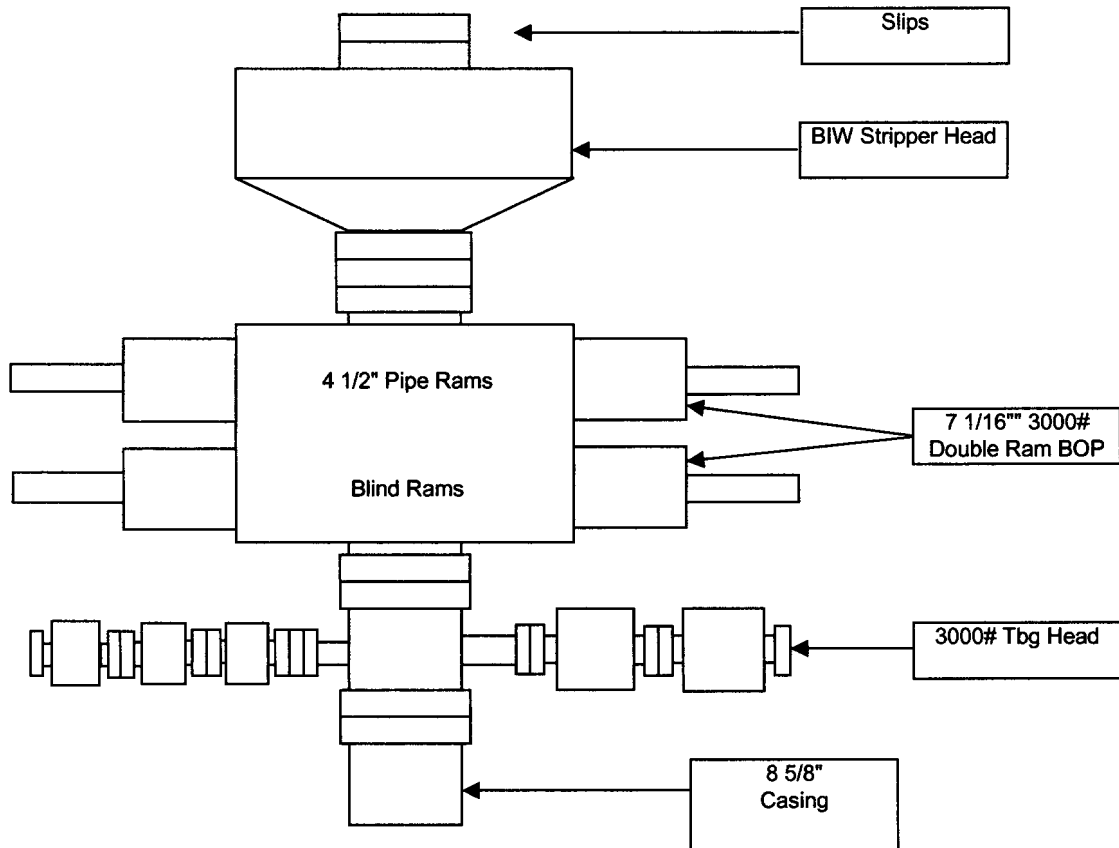 Slips
BIW Stripper Head
4 1/2" Pipe Rams
7 1/16"" 3000#
Double Ram BOP
Blind Rams
3000# Tbg Head
8 5/8"
Casing